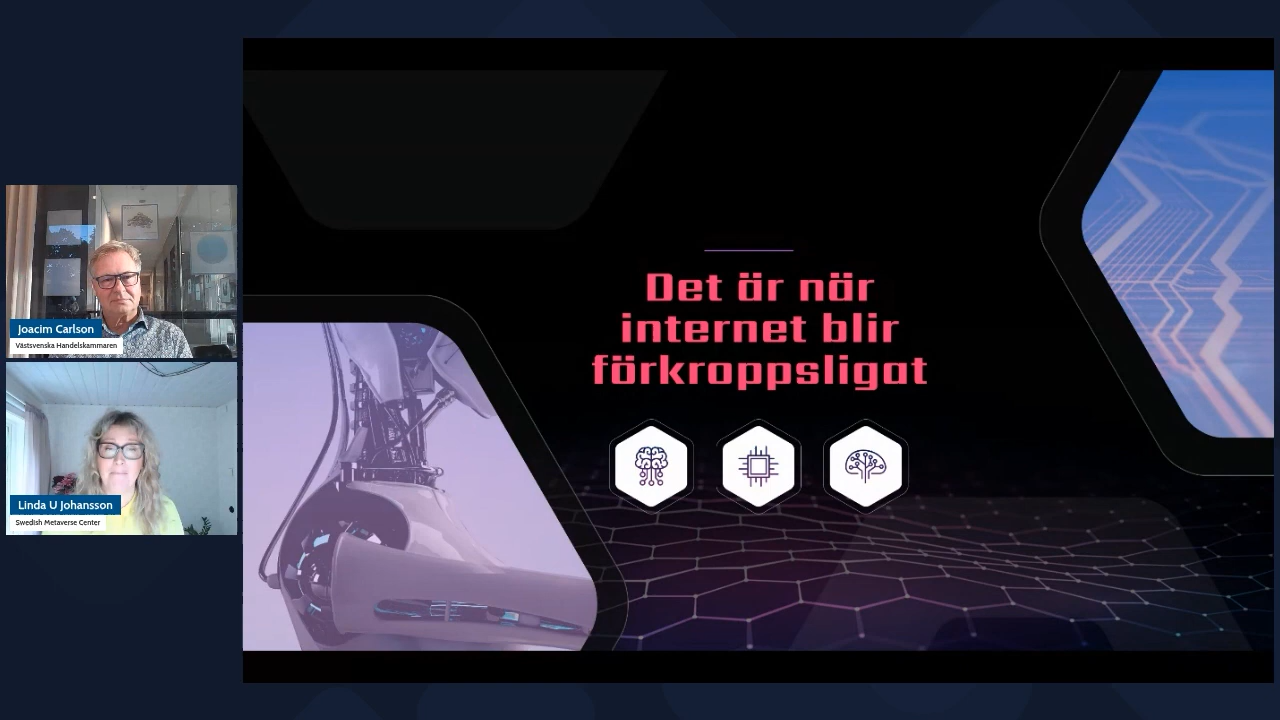 Joacim Carlson
Västsvenska Handelskammaren
Linda U Johansson
Swedish Metaverse Center
Det är när
internet blir
förkroppsligat